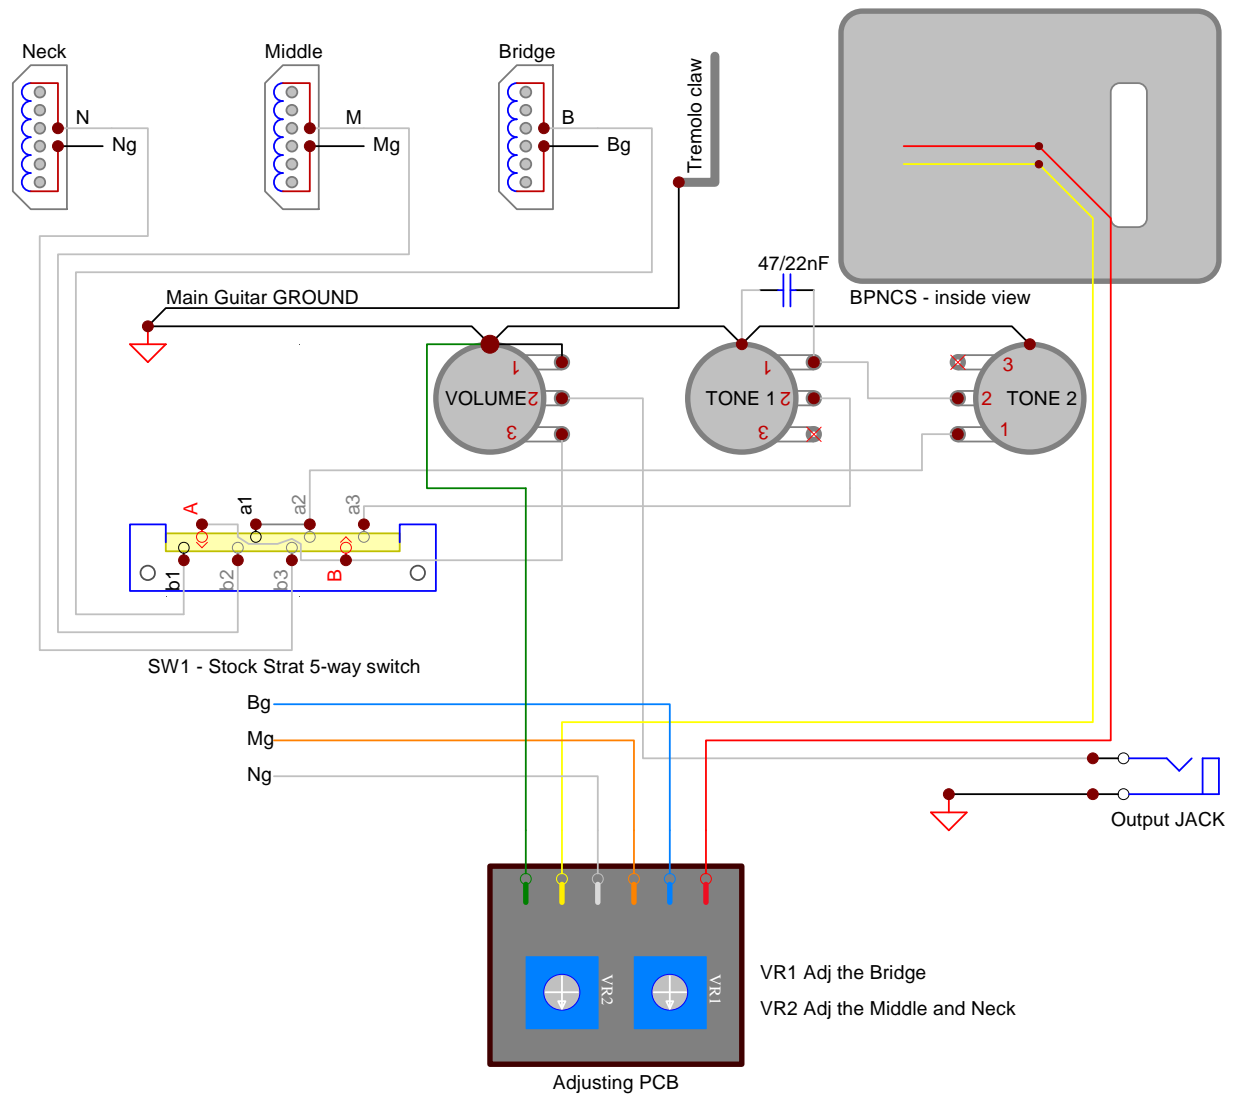 Neck
Middle
Bridge
Tremolo claw
N
M
B
Ng
Mg
Bg
47/22nF
BPNCS - inside view
Main Guitar GROUND
1
VOLUME 2
3
1
TONE 1 2
3
3
2 TONE 2
1
A
a1
a2
a3
b1
b2
b3
B
SW1 - Stock Strat 5-way switch
Bg
Mg
Ng
Output JACK
VR2
VR1
VR1 Adj the Bridge
VR2 Adj the Middle and Neck
Adjusting PCB